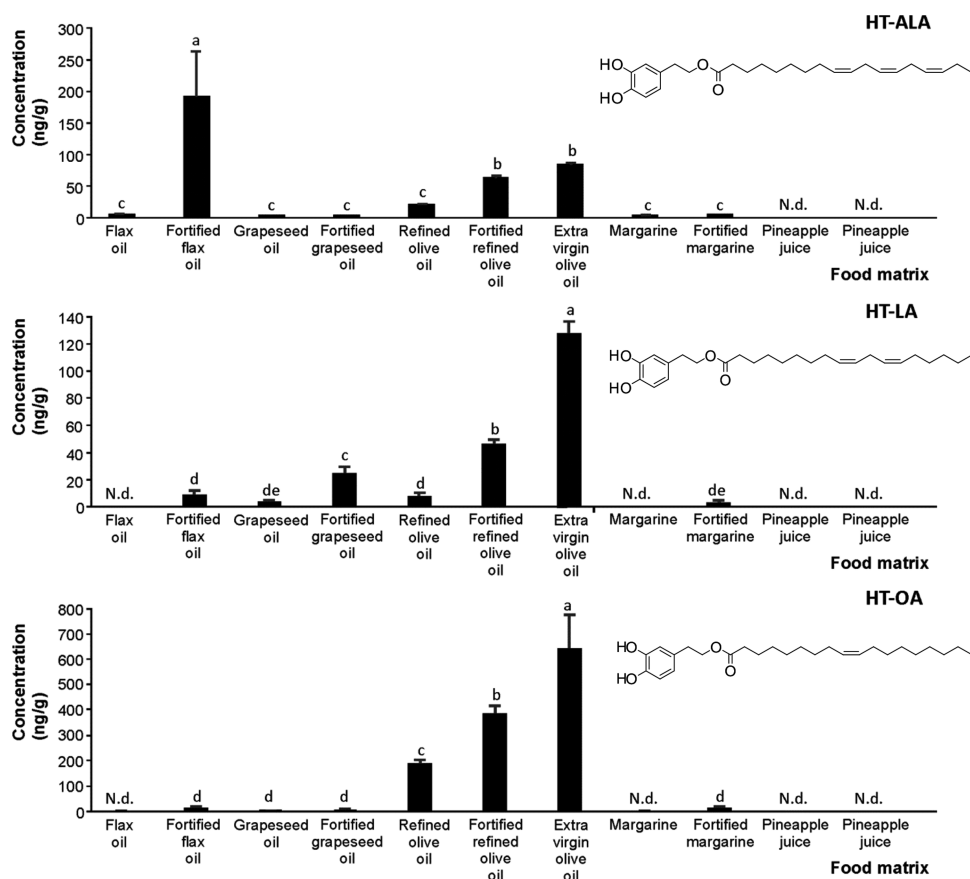 HT-ALA
Concentration
(ng/g)
300
250
200
150
100
50
0
c
a
c
c
c
b
b
c
c
N.d.
N.d.
HO
HO
O
O
Flax
oil
Fortified
flax
oil
Grapeseed
oil
Fortified
grapeseed
oil
Refined
olive
oil
Fortified
refined
olive
oil
Extra
virgin
olive
oil
Margarine
Fortified
margarine
Pineapple
juice
Pineapple
juice
Food matrix
HT-LA
Concentration
(ng/g)
140
120
100
80
60
40
20
0
N.d.
d
de
c
d
b
a
N.d.
de
N.d.
N.d.
HO
HO
O
O
Flax
oil
Fortified
flax
oil
Grapeseed
oil
Fortified
grapeseed oil
Refined
olive oil
Fortified
refined
olive oil
Extra
virgin
olive oil
Margarine
Fortified
margarine
Pineapple
juice
Pineapple
juice
Food matrix
HT-OA
Concentration
(ng/g)
800
700
600
500
400
300
200
100
0
N.d.
d
d
d
c
b
a
N.d.
d
N.d.
N.d.
HO
HO
O
O
Flax
oil
Fortified
flax
oil
Grapeseed
oil
Fortified
grapeseed oil
Refined
olive oil
Fortified
refined
olive oil
Extra
virgin
olive oil
Margarine
Fortified
margarine
Pineapple
juice
Pineapple
juice
Food matrix